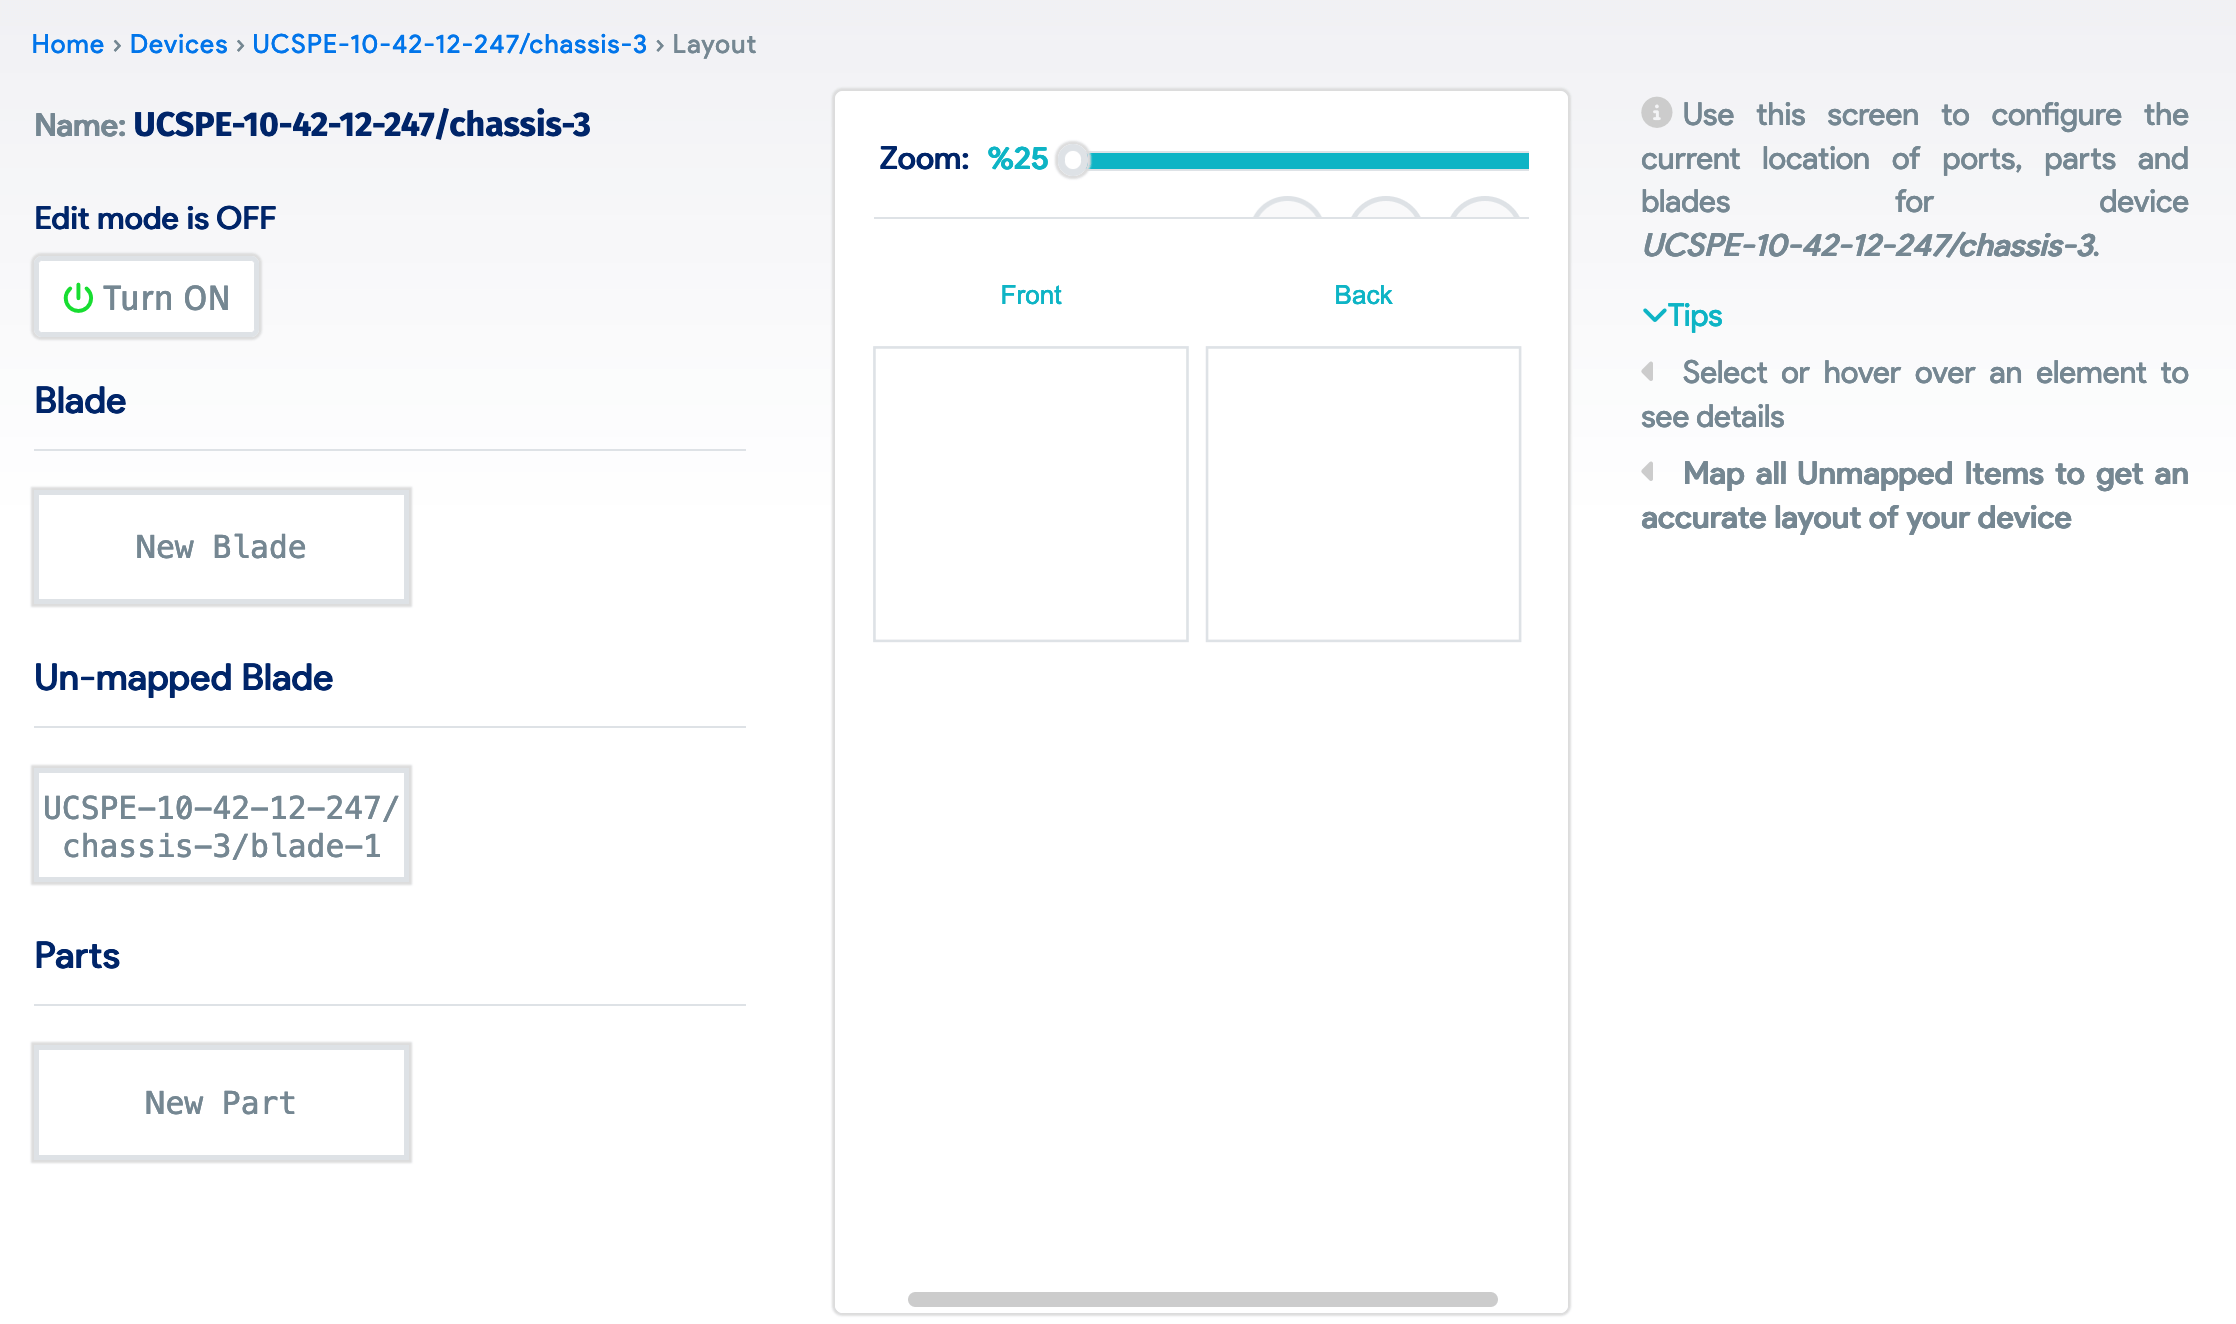 Home › Devices › UCSPE-10-42-12-247/chassis-3 › Layout
Name: UCSPE-10-42-12-247/chassis-3
Edit mode is OFF
Turn ON
Blade
New Blade
Un-mapped Blade
UCSPE-10-42-12-247/
chassis-3/blade-1
Parts
New Part
Zoom: %25
Front Back
Use this screen to configure the
current location of ports, parts and
blades for device
UCSPE-10-42-12-247/chassis-3.
Tips
Select or hover over an element to
see details
Map all Unmapped Items to get an
accurate layout of your device